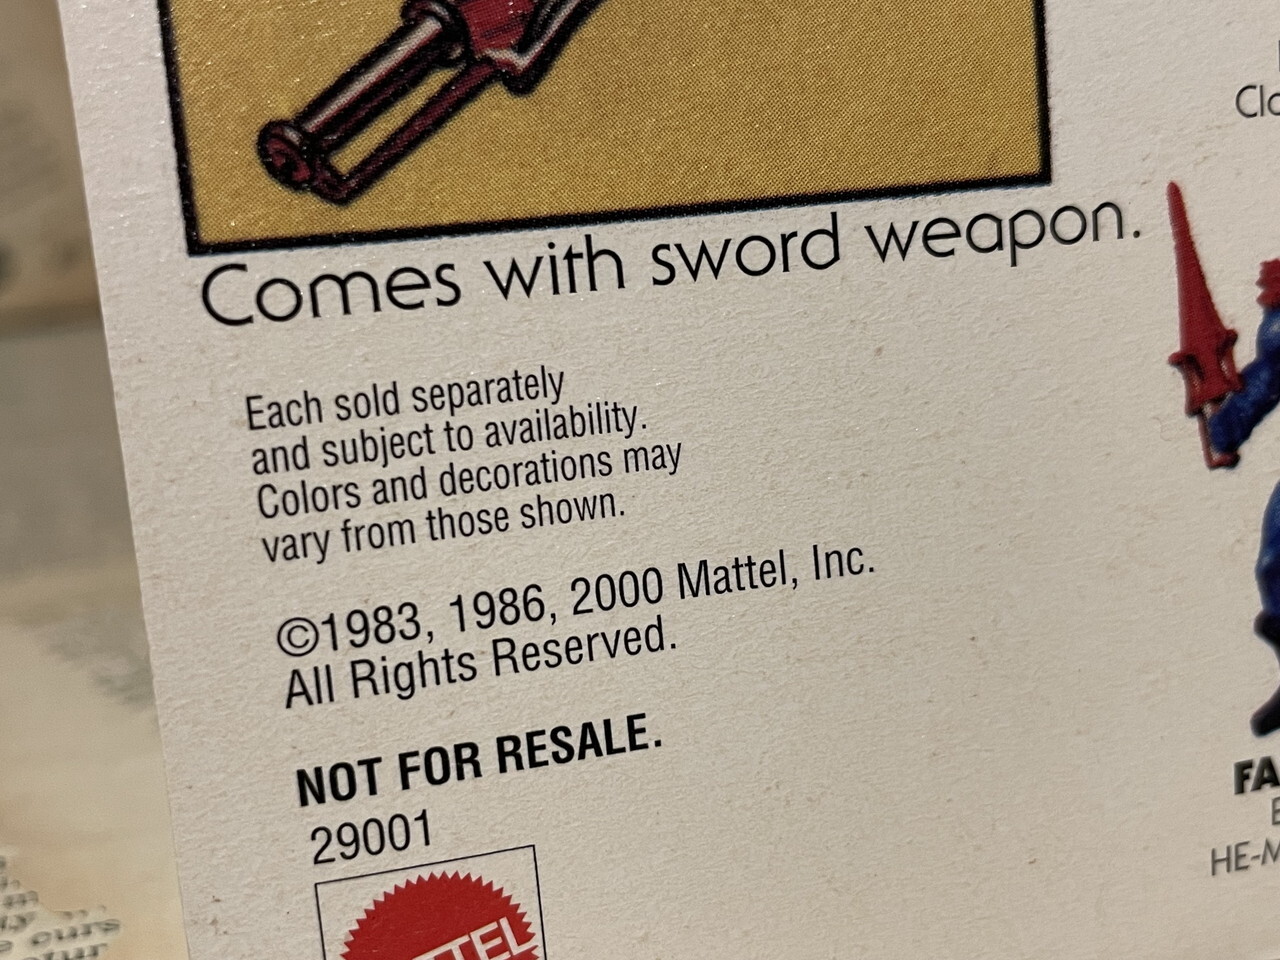 Comes with sword weapon.
Each sold separately
and subject to availability.
Colors and decorations may
vary from those shown.
©1983, 1986, 2000 Mattel, Inc.
All Rights Reserved.
NOT FOR RESALE.
29001